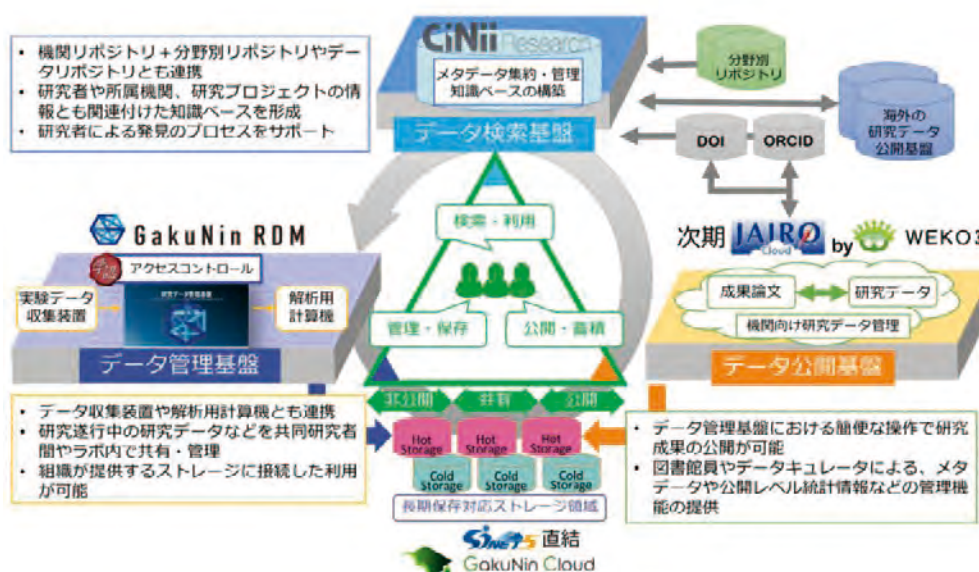 • 機関リポジトリ+分野別リポジトリやデー
タリポジトリとも連携
• 研究者や所属機関、研究プロジェクトの情
報とも関連付けた知識ベースを形成
• 研究者による発見のプロセスをサポート
CiNii Research
メタデータ集約・管理
知識ベースの構築
データ検索基盤
分野別
リポジトリ
海外の
研究データ
公開基盤
DOI
ORCID
検索・利用
管理・保存
公開・蓄積
GakuNin RDM
学認
アクセスコントロール
実験データ
収集装置
解析用
計算機
データ管理基盤
次期 JAIRO Cloud by WEKO3
成果論文
研究データ
機関向け研究データ管理
データ公開基盤
• データ収集装置や解析用計算機とも連携
• 研究遂行中の研究データなどを共同研究者
間やラボ内で共有・管理
• 組織が提供するストレージに接続した利用
が可能
非公開
共有
公開
Hot Storage
Hot Storage
Hot Storage
Cold Storage
Cold Storage
Cold Storage
長期保存対応ストレージ領域
SINET5 直結
GakuNin Cloud
• データ管理基盤における簡便な操作で研究
成果の公開が可能
• 図書館員やデータキュレータによる、メタ
データや公開レベル統計情報などの管理機
能の提供